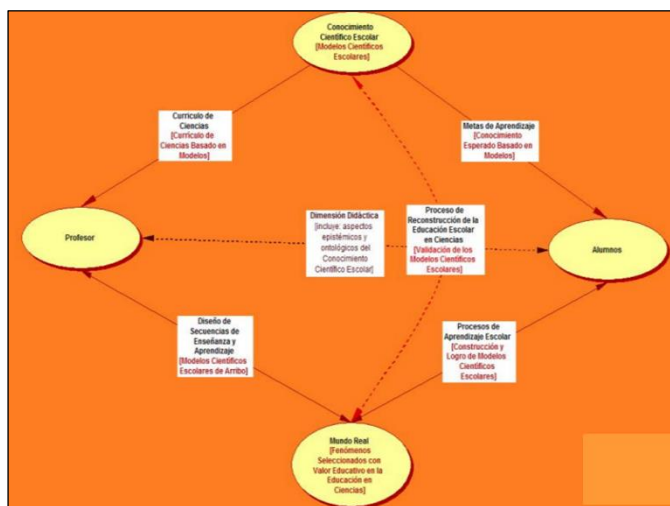 Conocimiento
Científico Escolar
[Modelos Científicos
Escolares]
Currículo de
Ciencias
[Currículo de
Ciencias Basado en
Modelos]
Metas de Aprendizaje
[Conocimiento
Esperado Basado en
Modelos]
Profesor
Dimensión Didáctica
[incluye: aspectos
epistémicos y
ontológicos del
Conocimiento
Científico Escolar]
Proceso de
Reconstrucción de la
Educación Escolar
en Ciencias
[Validación de los
Modelos Científicos
Escolares]
Alumnos
Diseño de
Secuencias de
Enseñanza y
Aprendizaje
[Modelos Científicos
Escolares de Arribo]
Procesos de
Aprendizaje Escolar
[Construcción y
Logro de Modelos
Científicos
Escolares]
Mundo Real
[Fenómenos
Seleccionados con
Valor Educativo en la
Educación en
Ciencias]